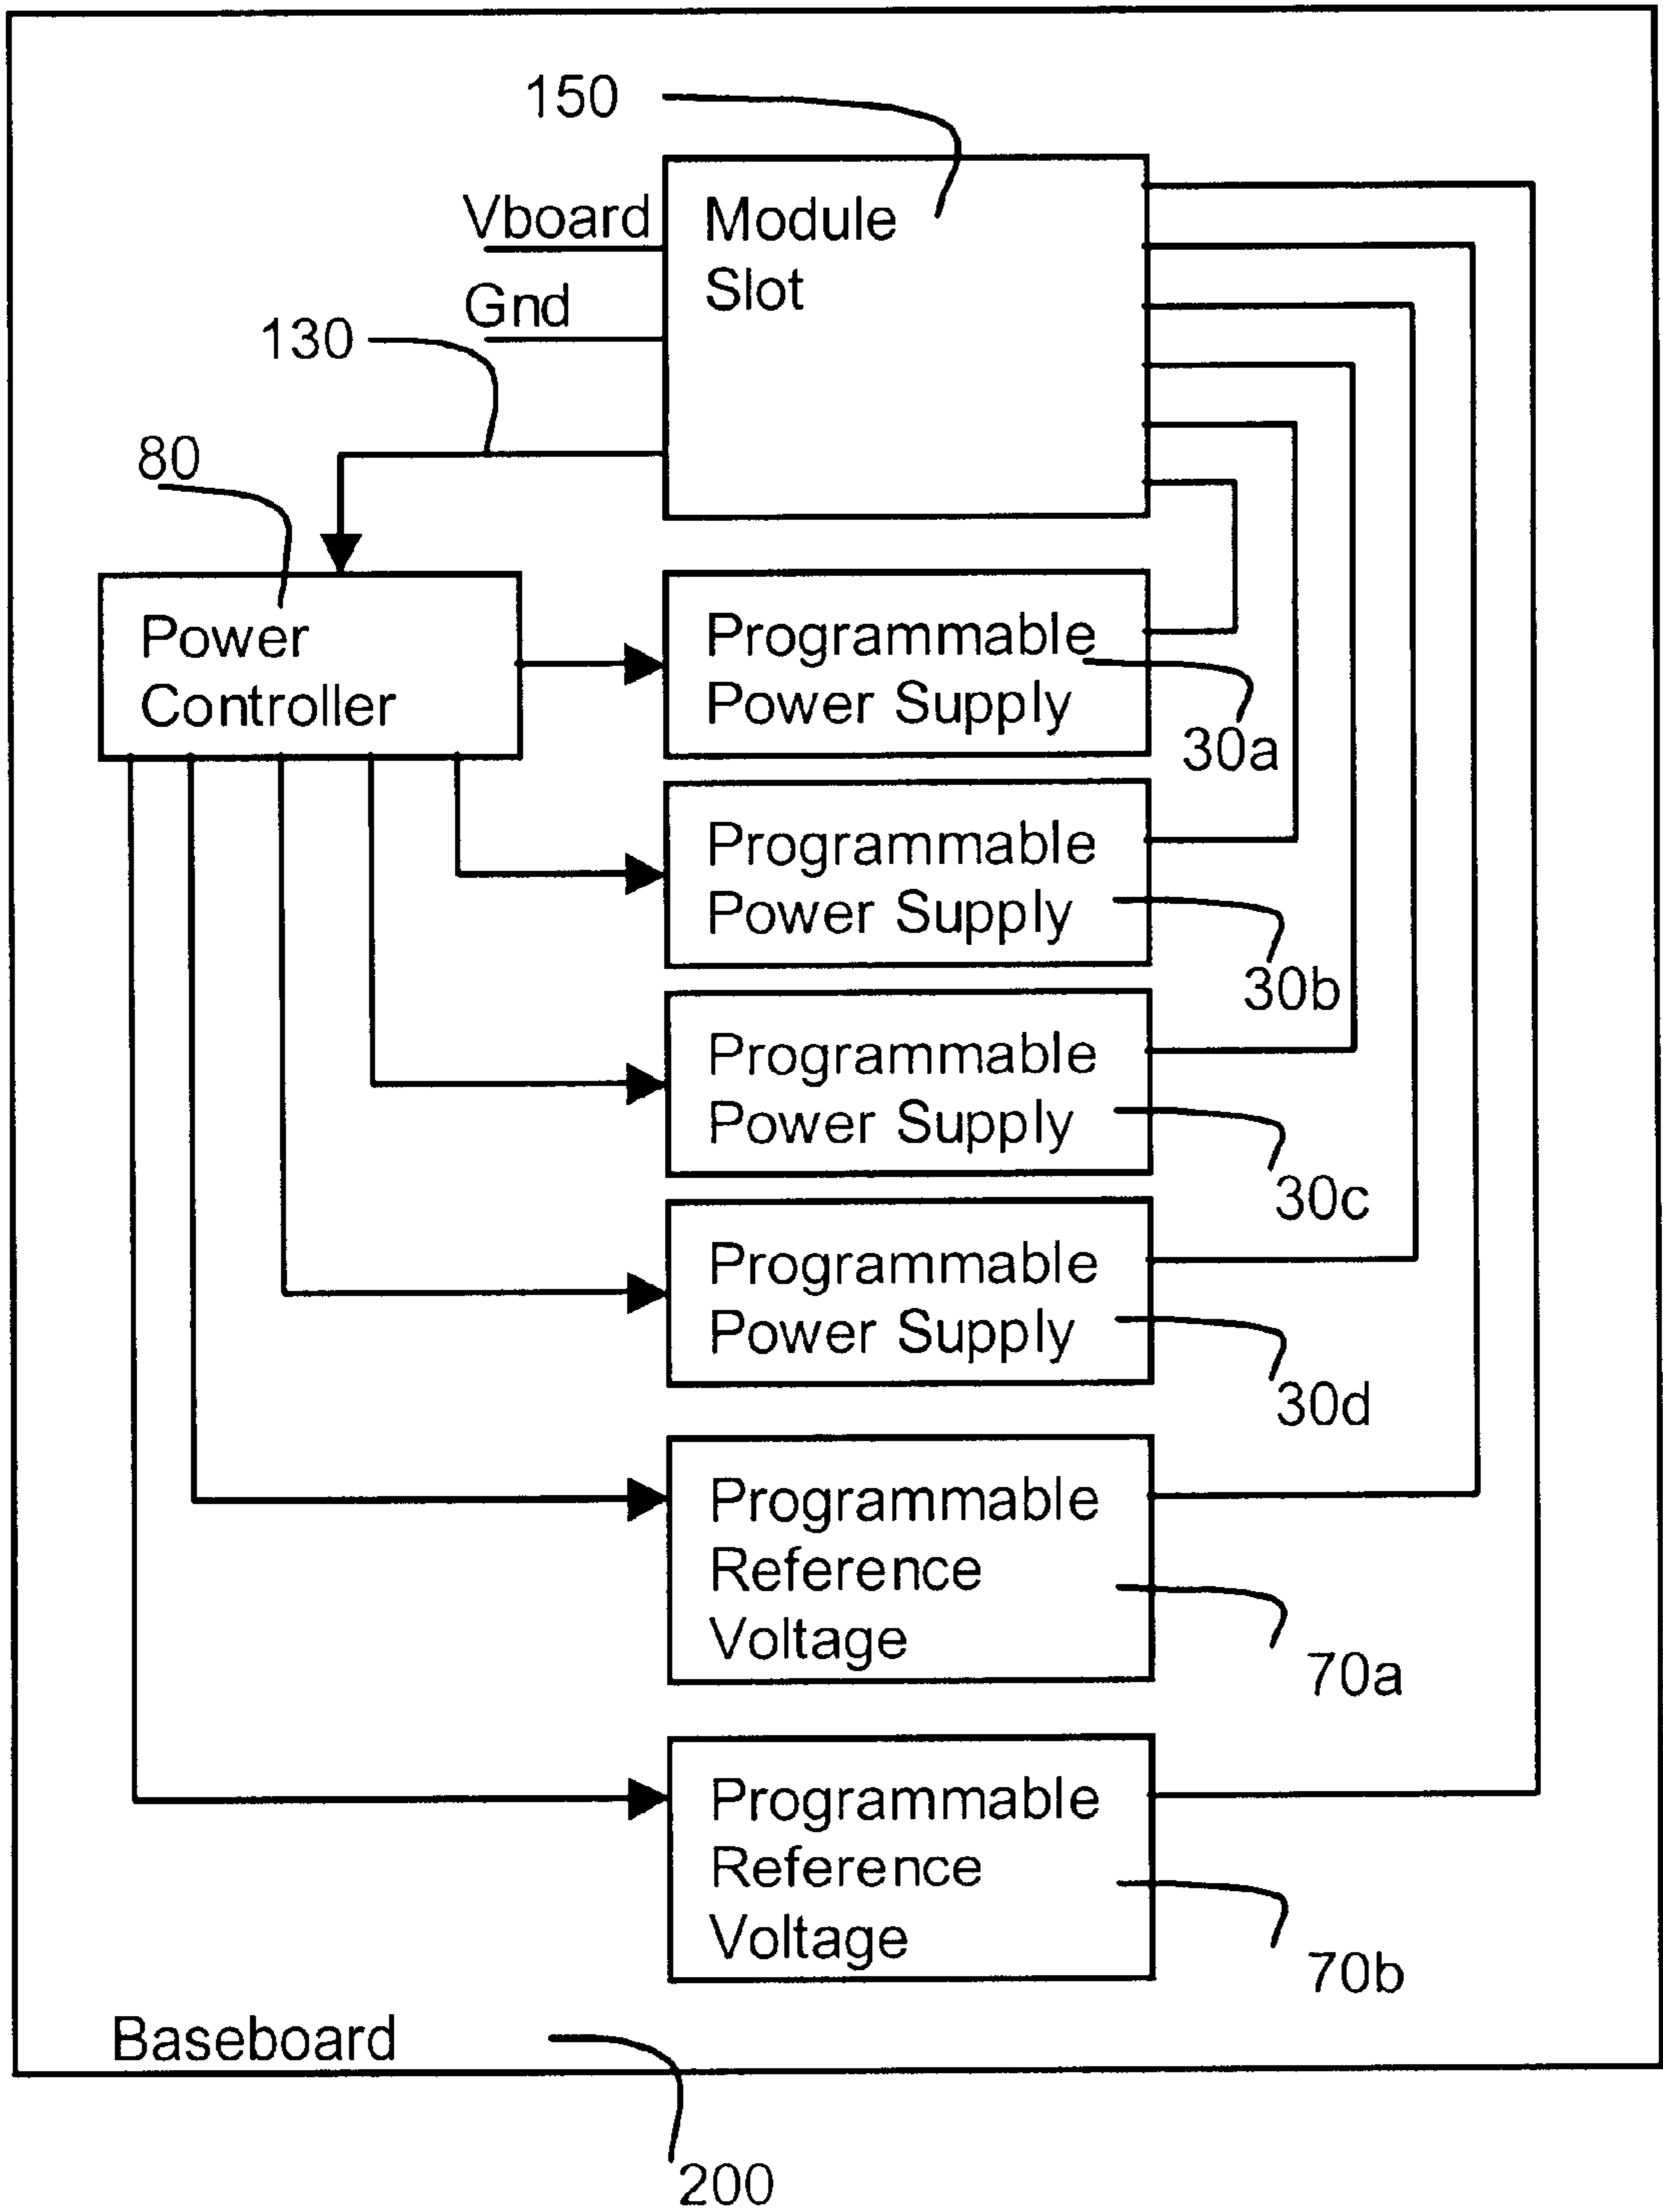 150
Vboard
Module
Slot
Gnd
130
80
Power
Controller
Programmable
Power Supply
30a
Programmable
Power Supply
30b
Programmable
Power Supply
30c
Programmable
Power Supply
30d
Programmable
Reference
Voltage
70a
Programmable
Reference
Voltage
70b
Baseboard
200